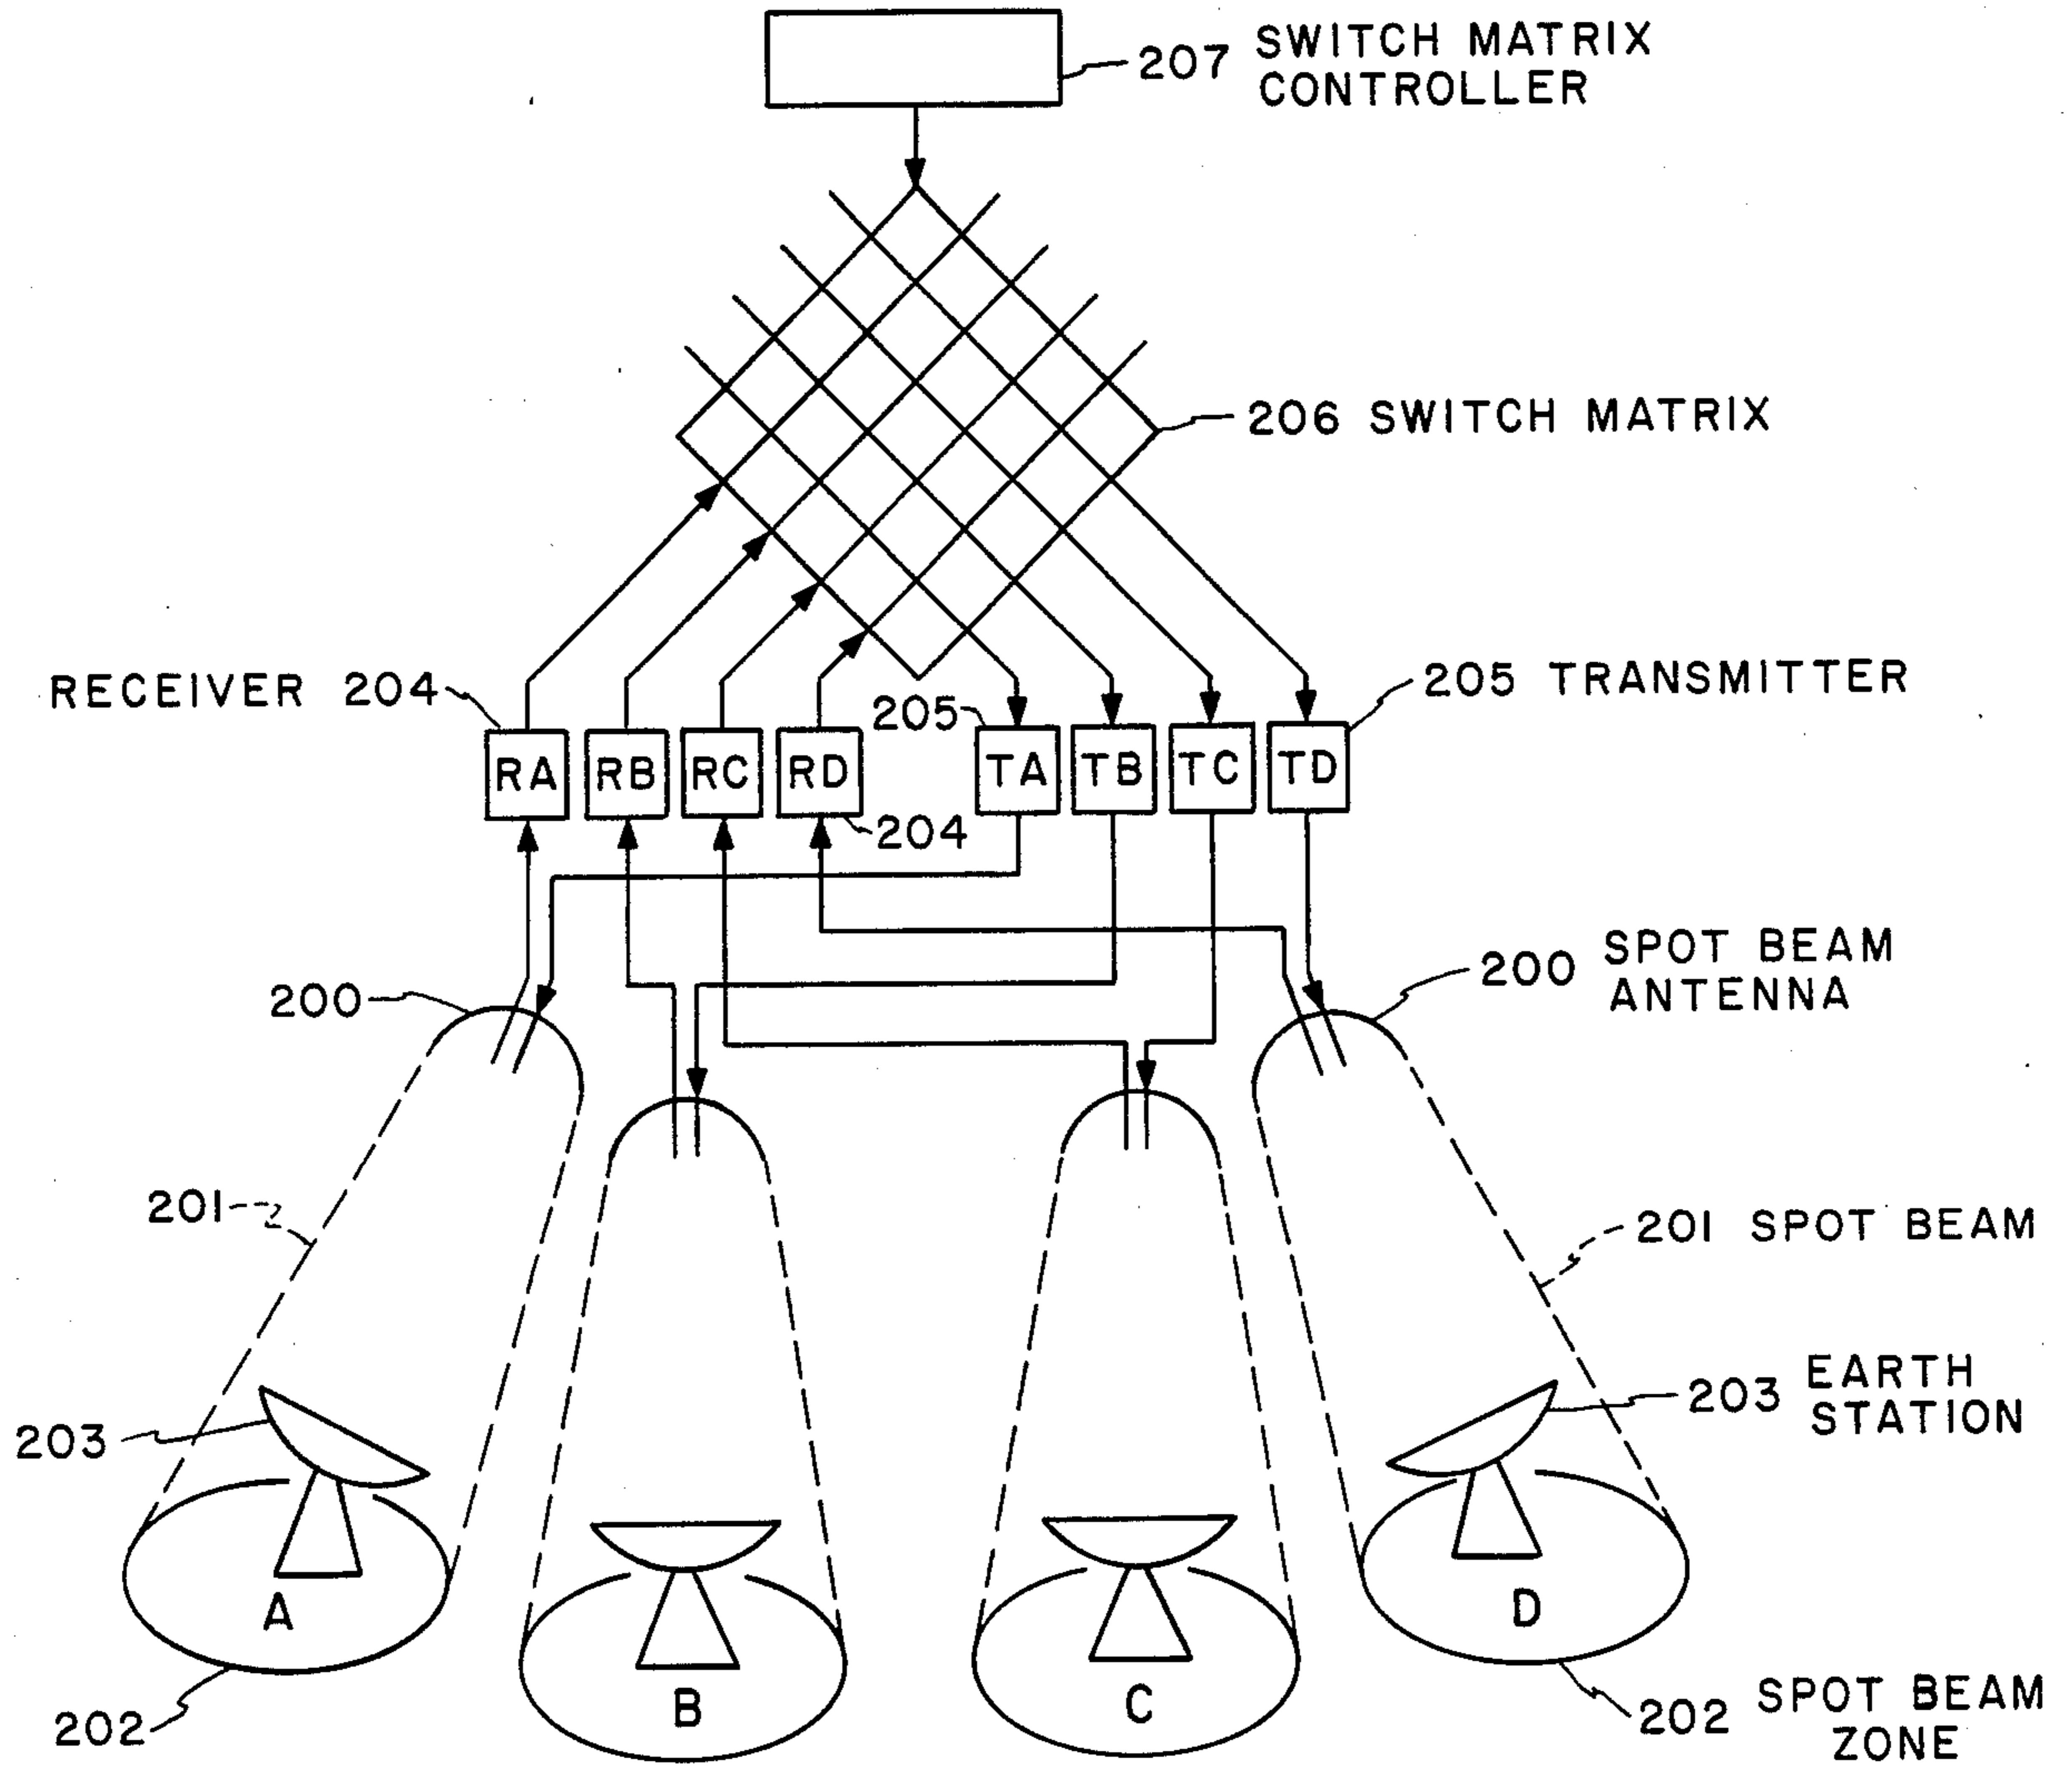 207 SWITCH MATRIX
CONTROLLER
206 SWITCH MATRIX
RECEIVER 204
205
205 TRANSMITTER
RA RB RC RD TA TB TC TD
204
200
200 SPOT BEAM
ANTENNA
201
201 SPOT BEAM
203
203 EARTH
STATION
A
B
C
D
202
202 SPOT BEAM
ZONE